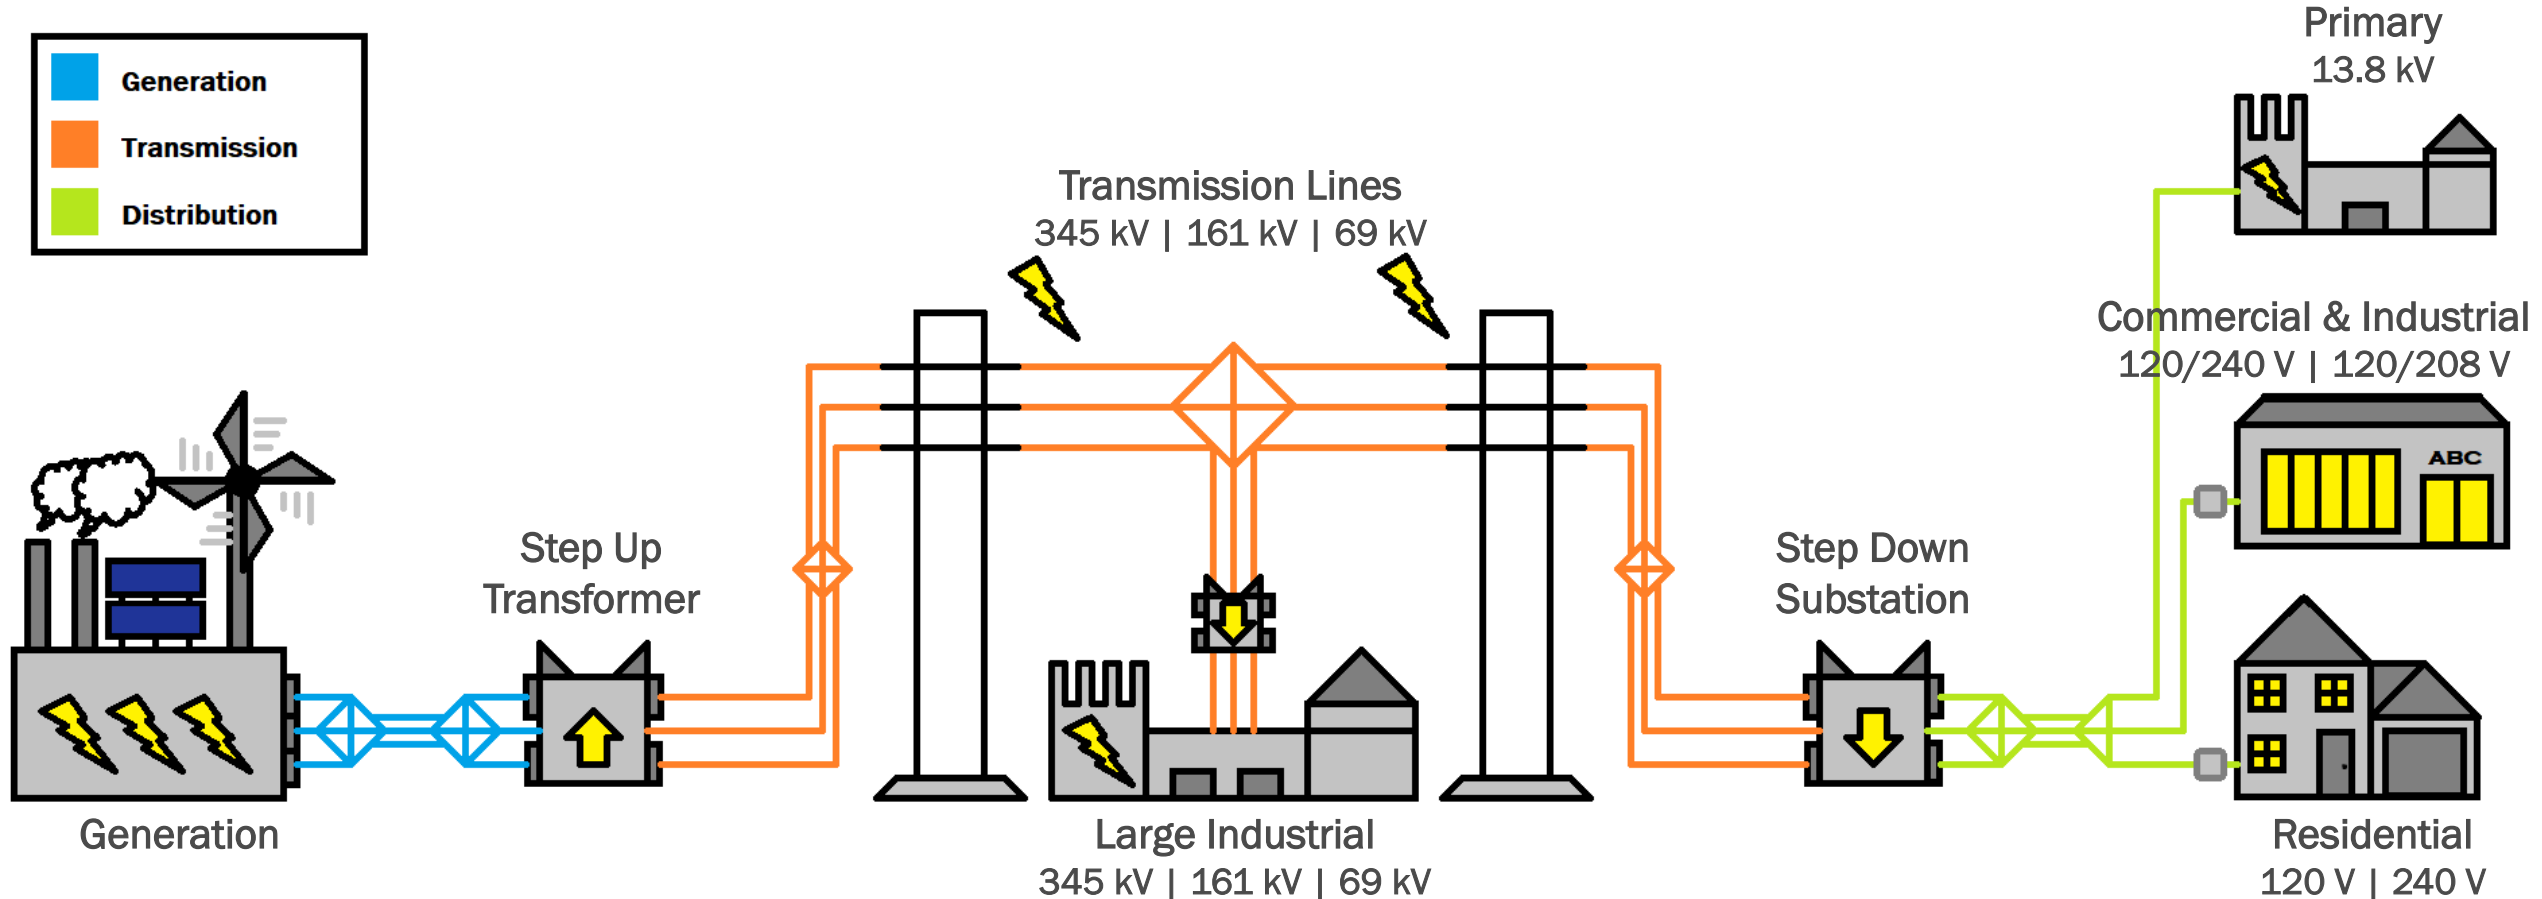 Generation
Transmission
Distribution
Primary
13.8 kV
Transmission Lines
345 kV | 161 kV | 69 kV
Commercial & Industrial
120/240 V | 120/208 V
ABC
Step Up
Transformer
Step Down
Substation
Generation
Large Industrial
345 kV | 161 kV | 69 kV
Residential
120 V | 240 V